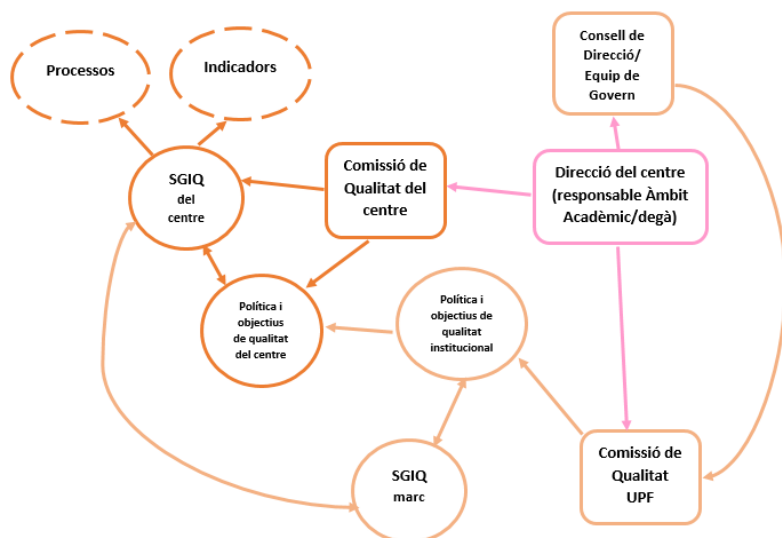 Processos
Indicadors
Consell de
Direcció/
Equip de
Govern
SGIQ
del
centre
Comissió de
Qualitat del
centre
Direcció del centre
(responsable Àmbit
Acadèmic/degà)
Política i
objectius
de qualitat
del centre
Política i
objectius de
qualitat
institucional
SGIQ
marc
Comissió de
Qualitat
UPF